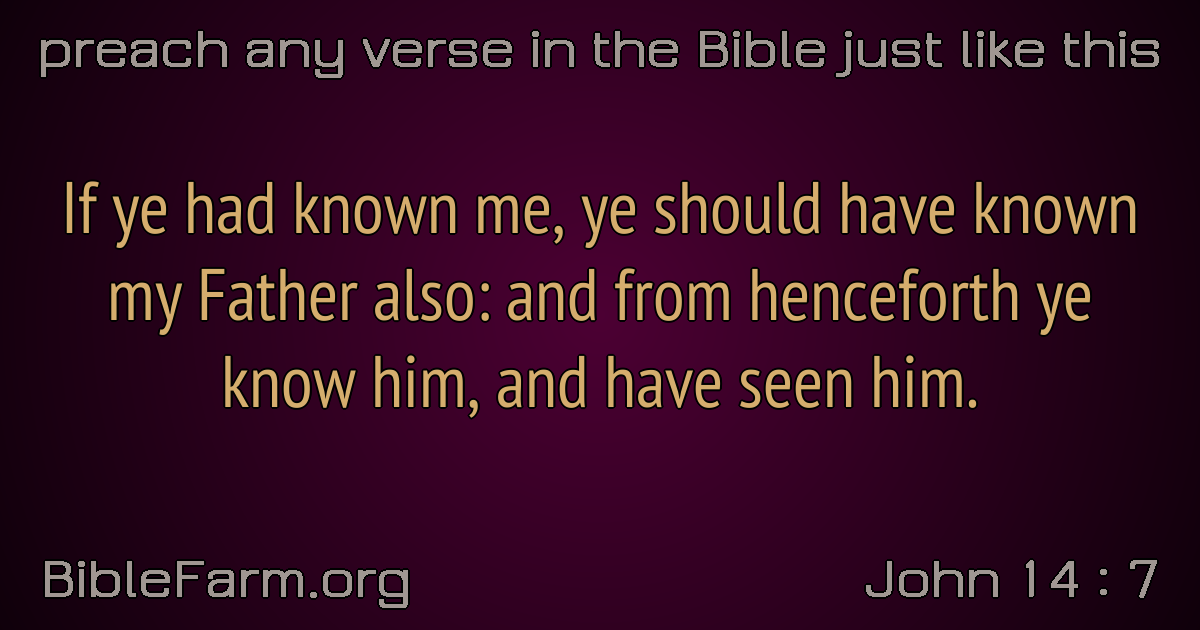 preach any verse in the Bible just like this
If ye had known me, ye should have known
my Father also: and from henceforth ye
know him, and have seen him.
BibleFarm.org
John 14 : 7